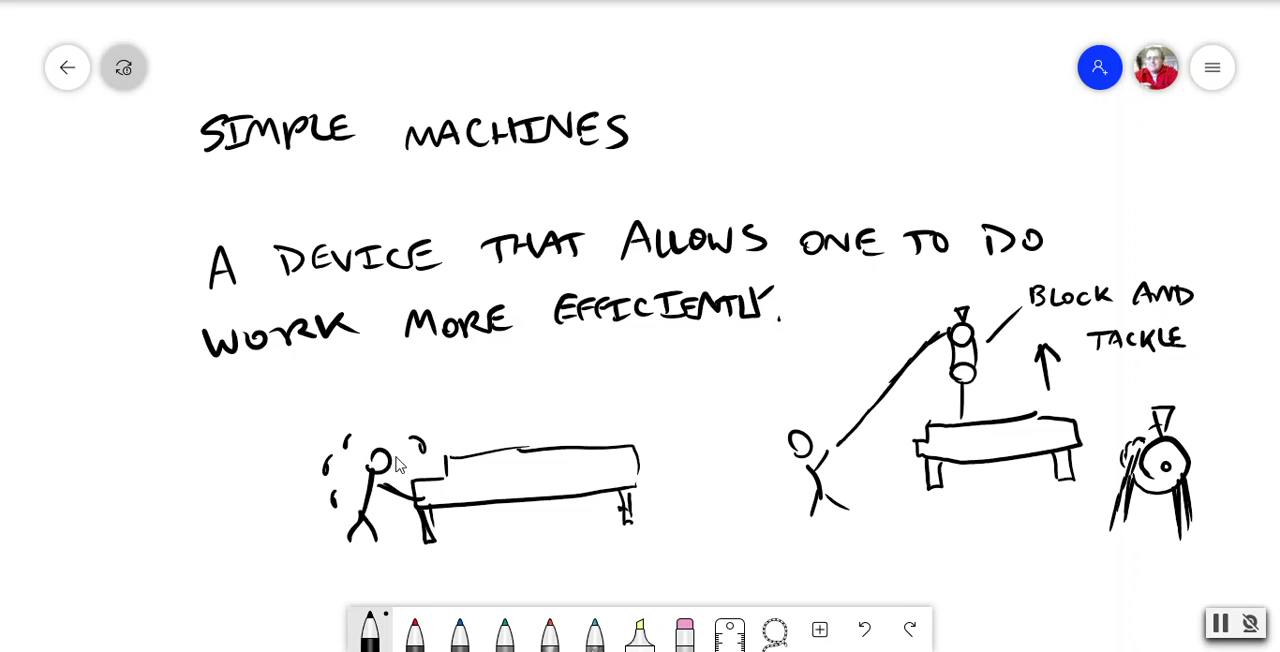 SIMPLE MACHINES
A DEVICE THAT ALLOWS ONE TO DO
WORK MORE EFFICIENTLY.
BLOCK AND
TACKLE